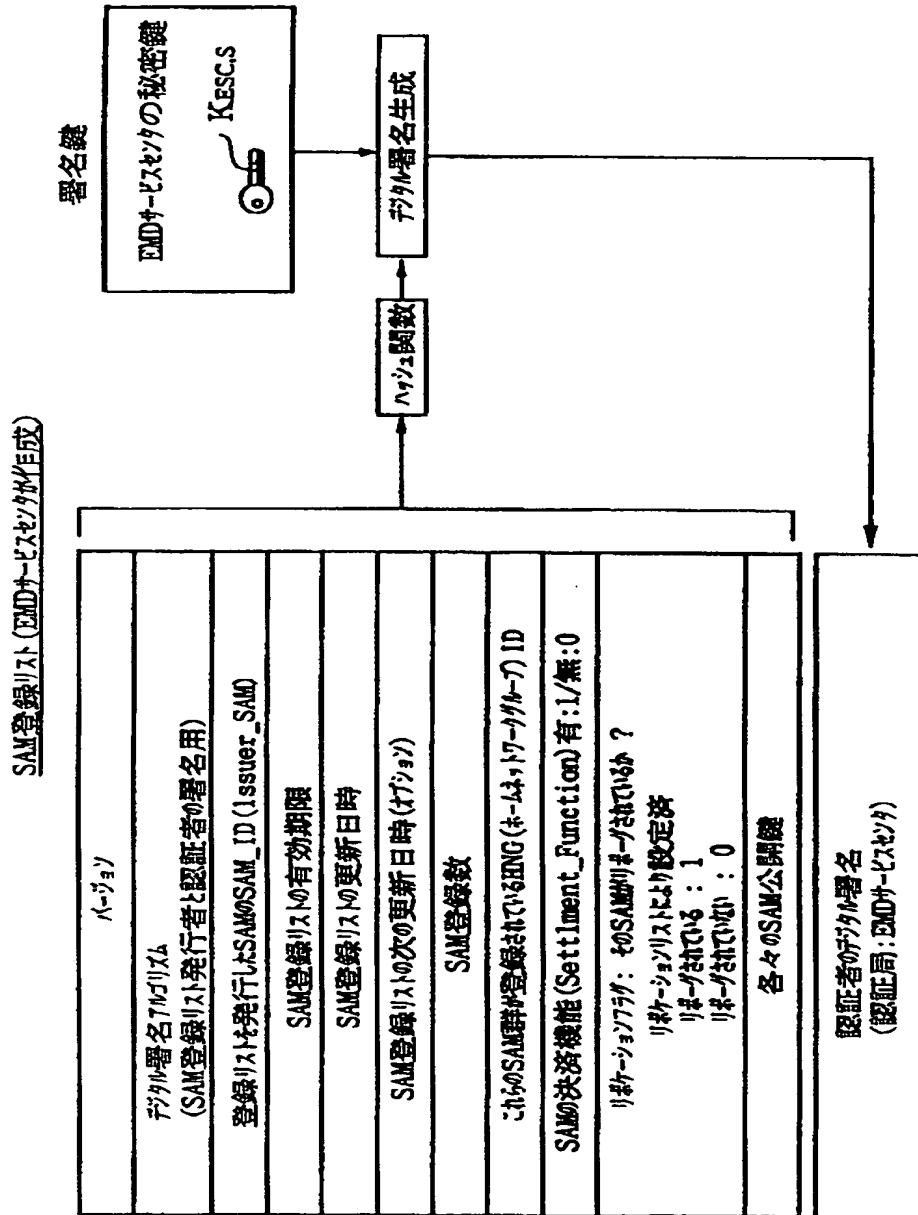 SAM登録リスト(EMDサービスセンタが作成)
バージョン
デジタル署名アルゴリズム
(SAM登録リスト発行者と認証者の署名用)
登録リストを発行したSAMのSAM_ID(Issuer_SAM)
SAM登録リストの有効期限
SAM登録リストの更新日時
SAM登録リストの次の更新日時(オプション)
SAM登録数
これらのSAM群が登録されているHNG(ホームネットワークグループ)ID
SAMの決済機能(Settlment_Function)有:1/無:0
リボケーションフラグ: そのSAMがリボークされているか?
リボケーションリストにより設定済
リボークされている : 1
リボークされていない : 0
各々のSAM公開鍵
認証者のデジタル署名
(認証局:EMDサービスセンタ)
ハッシュ関数
デジタル署名生成
署名鍵
EMDサービスセンタの秘密鍵
KESC,S